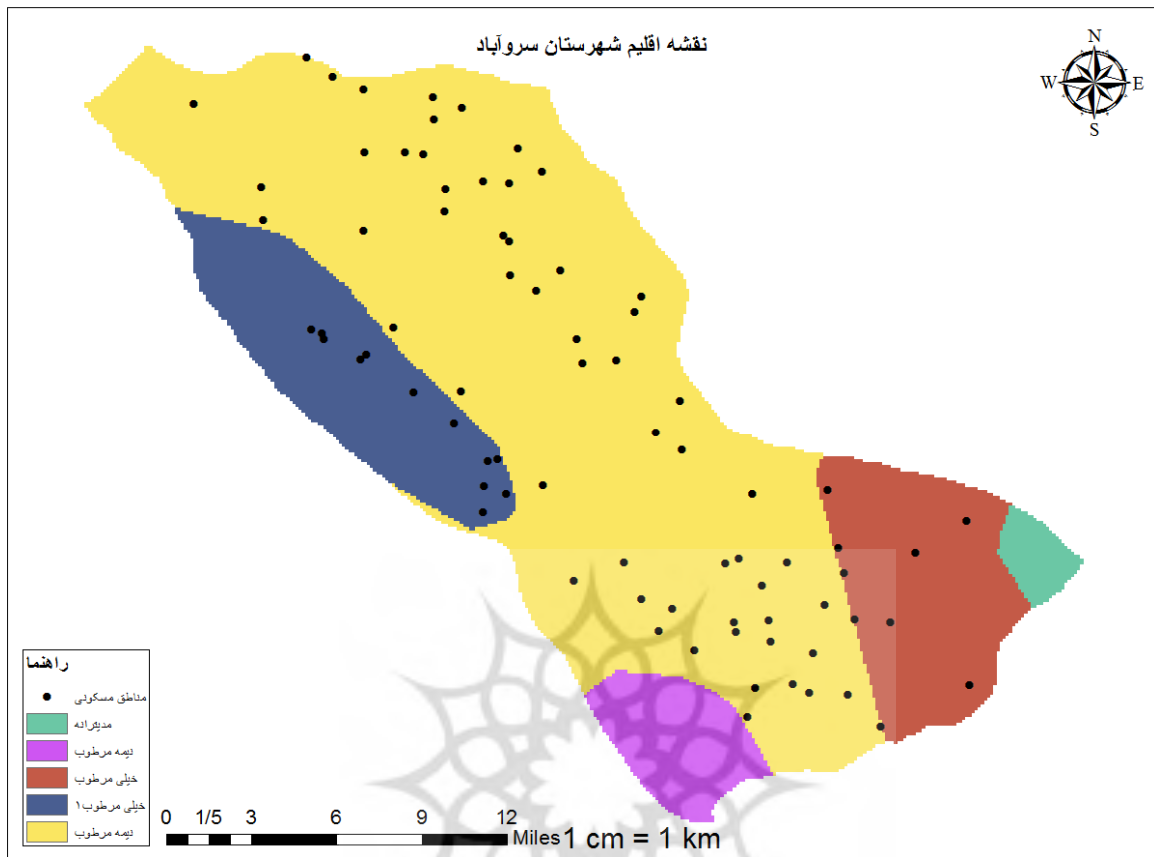 نقشه اقلیم شهرستان سروآباد
N
W E
S
راهنما
مناطق مسکونی
مدیترانه
نیمه مرطوب
خیلی مرطوب
خیلی مرطوب۱
نیمه مرطوب
0 1/5 3 6 9 12
Miles 1 cm = 1 km